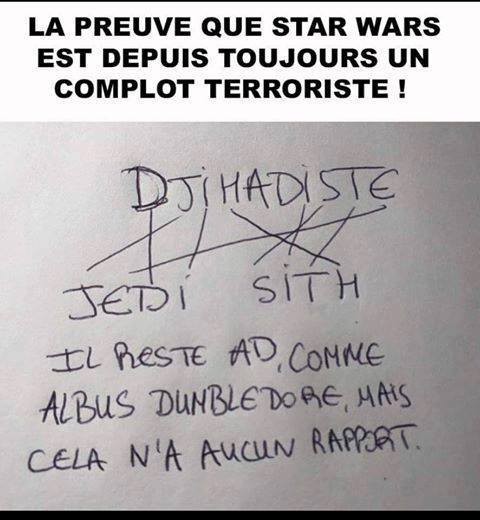 LA PREUVE QUE STAR WARS
EST DEPUIS TOUJOURS UN
COMPLOT TERRORISTE !
DJiHADiSTE
JEDi SiTH
IL RESTE AD, COMME
ALBUS DUNBLEDORE, MAIS
CELA N'A AUCUN RAPPORT.